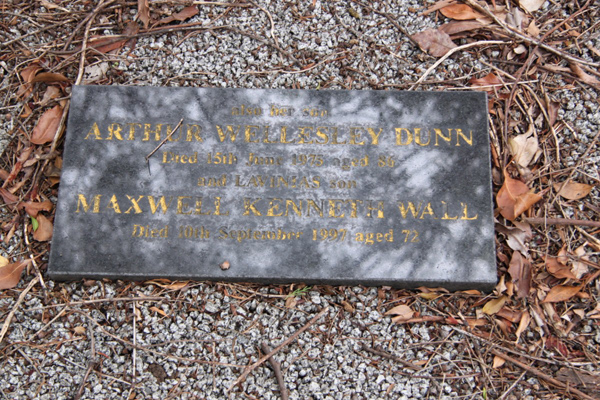 also her son
ARTHUR WELLESLEY DUNN
Died 15th June 1975 aged 86
and LAVINIAS son
MAXWELL KENNETH WALL
Died 10th September 1997 aged 72